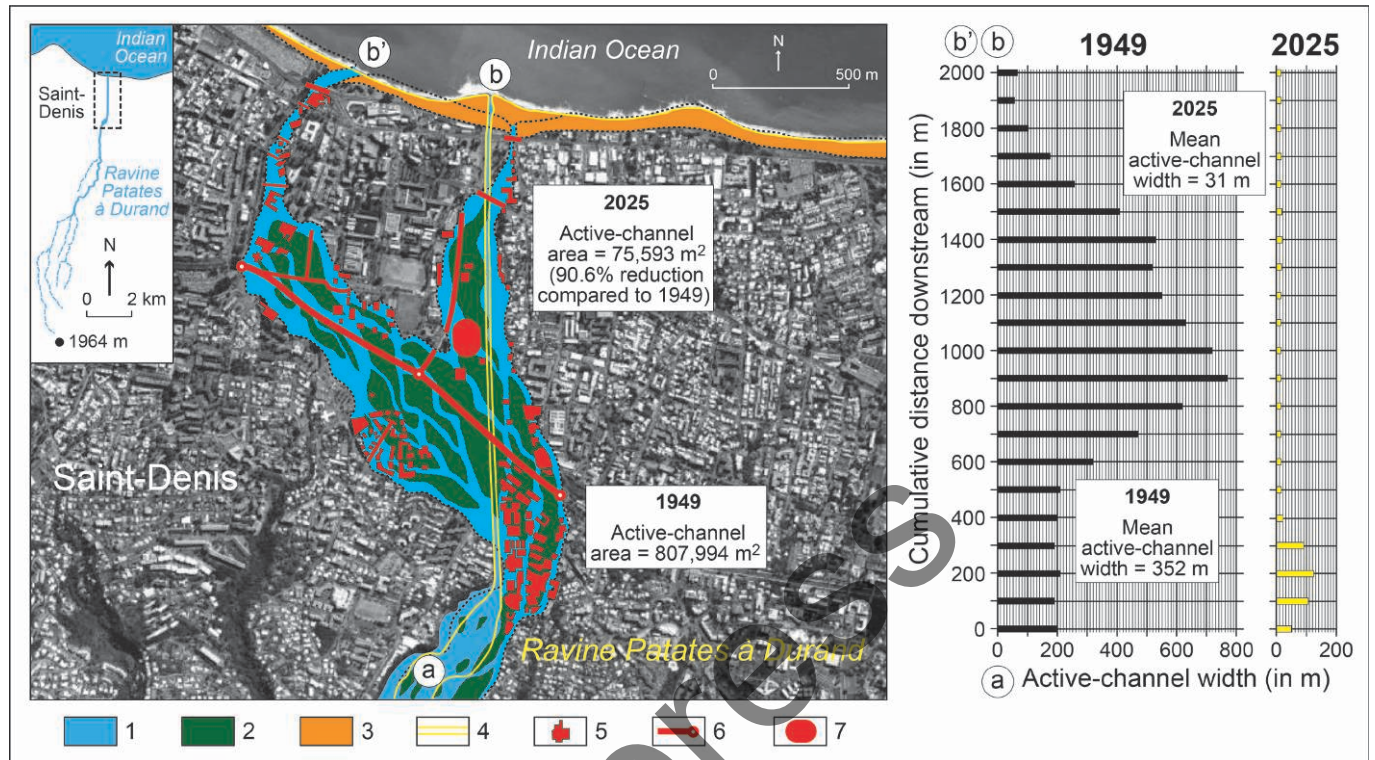 Indian
Ocean
Saint-
Denis
Ravine
Patates
à Durand
N
0 2 km
1964 m
b'
b
Indian Ocean
N
0 500 m
2025
Active-channel
area = 75,593 m²
(90.6% reduction
compared to 1949)
1949
Active-channel
area = 807,994 m²
Saint-Denis
Ravine Patates à Durand
a
1 2 3 4 5 6 7
b' b 1949 2025
Cumulative distance downstream (in m)
2000
1800
1600
1400
1200
1000
800
600
400
200
0
2025
Mean
active-channel
width = 31 m
1949
Mean
active-channel
width = 352 m
0 200 400 600 800 0 200
a Active-channel width (in m)
ress